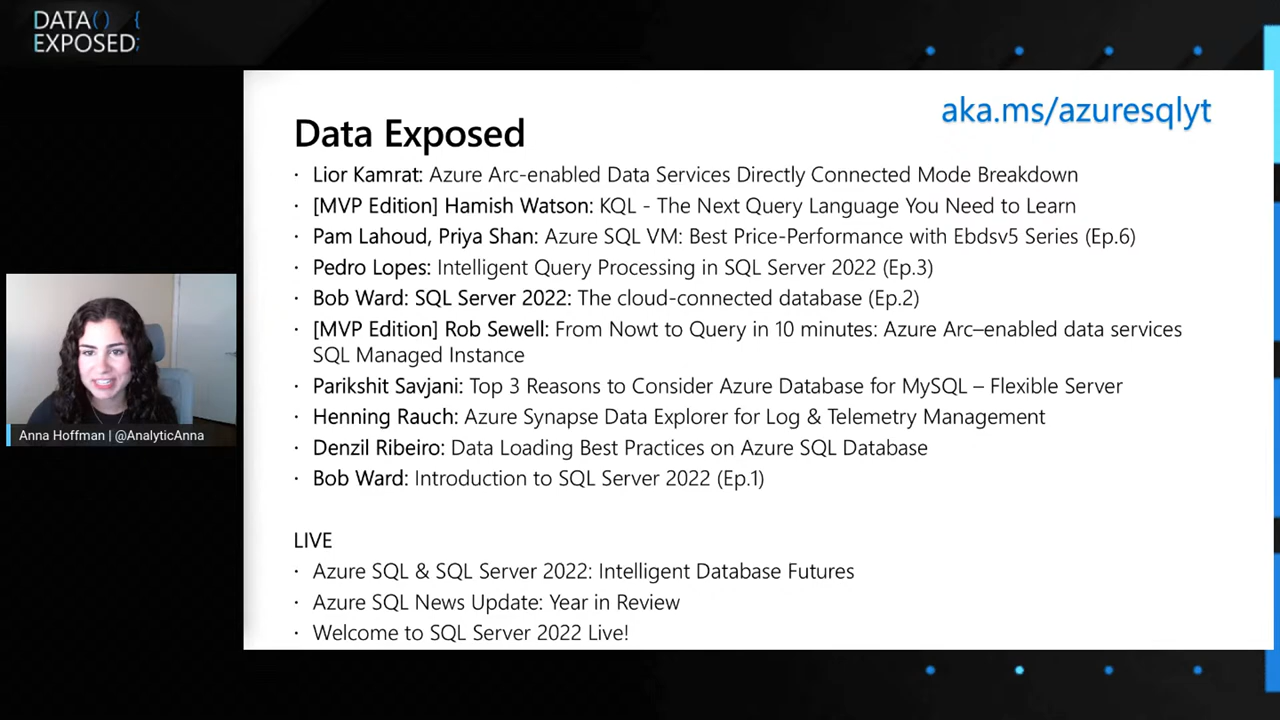 DATA() {
EXPOSED;
aka.ms/azuresqlyt
Data Exposed
· Lior Kamrat: Azure Arc-enabled Data Services Directly Connected Mode Breakdown
· [MVP Edition] Hamish Watson: KQL - The Next Query Language You Need to Learn
· Pam Lahoud, Priya Shan: Azure SQL VM: Best Price-Performance with Ebdsv5 Series (Ep.6)
· Pedro Lopes: Intelligent Query Processing in SQL Server 2022 (Ep.3)
· Bob Ward: SQL Server 2022: The cloud-connected database (Ep.2)
· [MVP Edition] Rob Sewell: From Nowt to Query in 10 minutes: Azure Arc–enabled data services
SQL Managed Instance
· Parikshit Savjani: Top 3 Reasons to Consider Azure Database for MySQL – Flexible Server
· Henning Rauch: Azure Synapse Data Explorer for Log & Telemetry Management
· Denzil Ribeiro: Data Loading Best Practices on Azure SQL Database
· Bob Ward: Introduction to SQL Server 2022 (Ep.1)
LIVE
· Azure SQL & SQL Server 2022: Intelligent Database Futures
· Azure SQL News Update: Year in Review
· Welcome to SQL Server 2022 Live!
Anna Hoffman | @AnalyticAnna